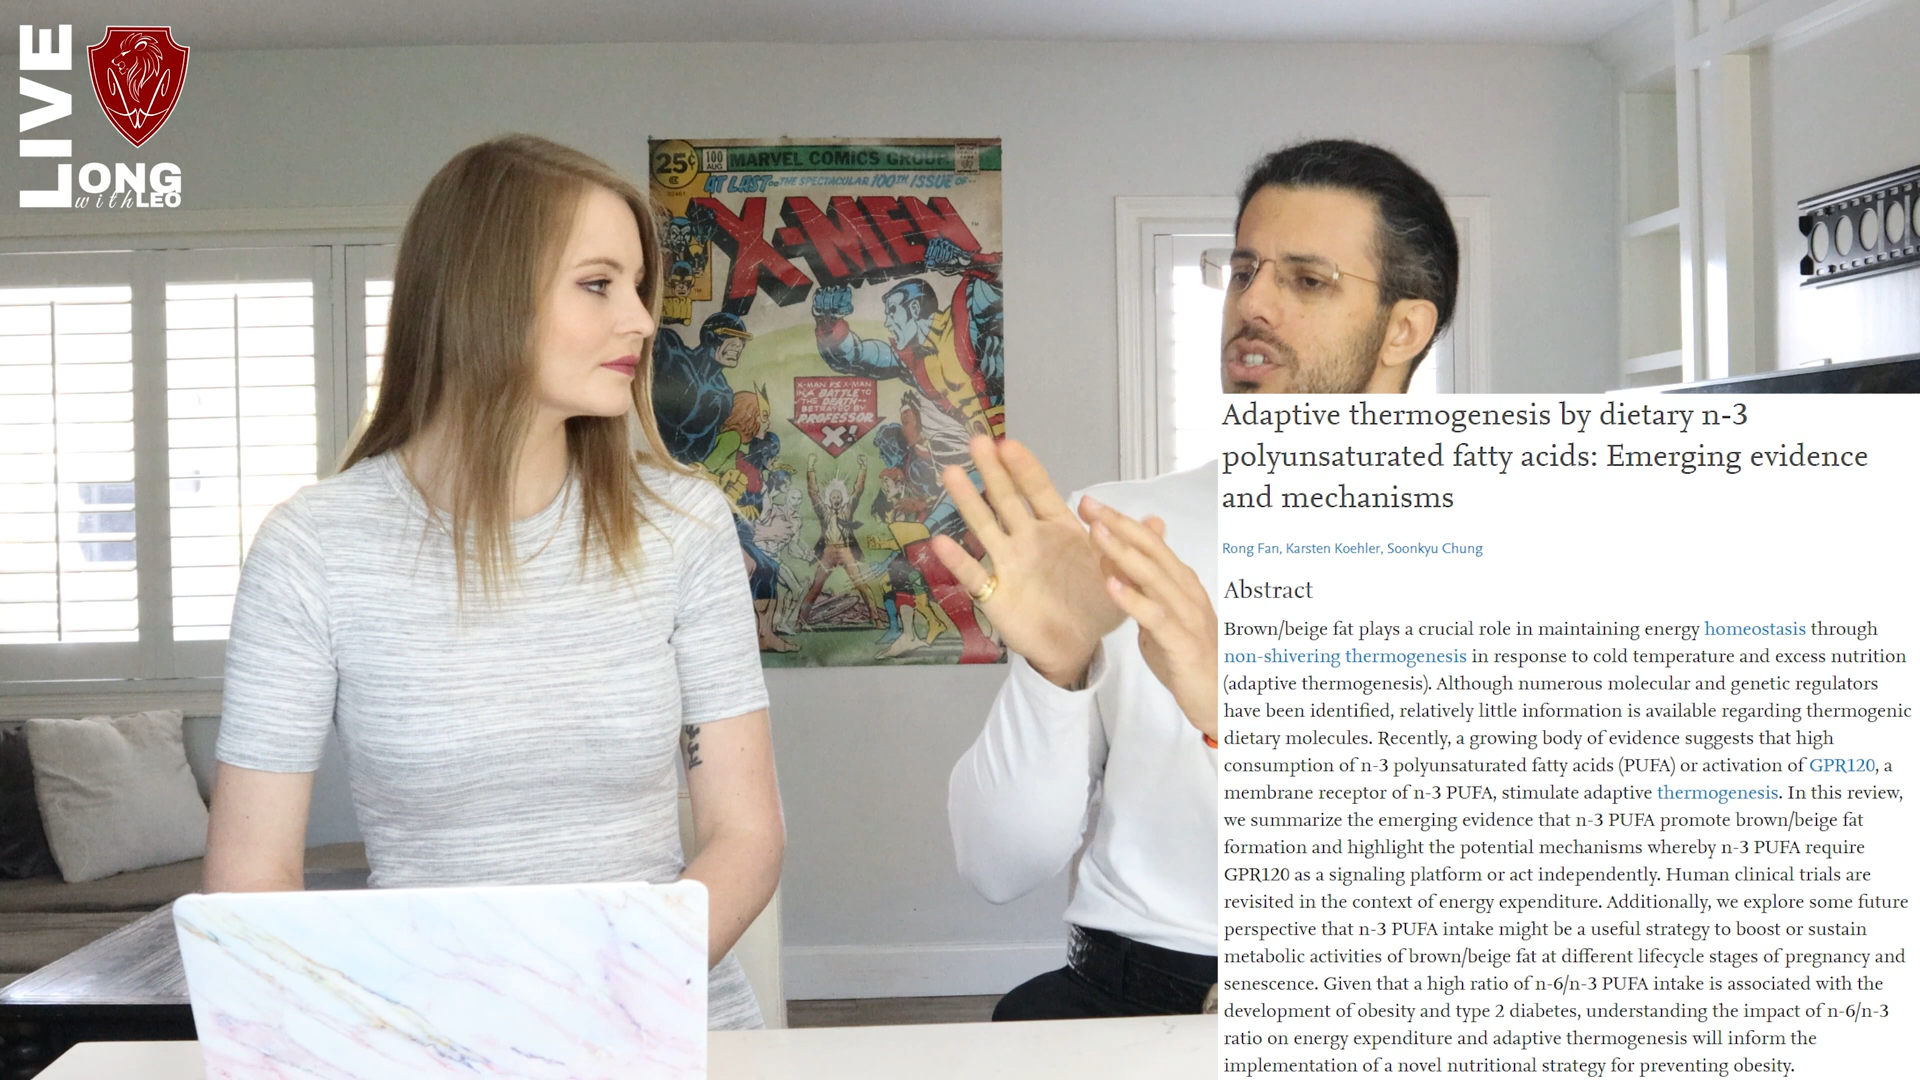 LIVE
LONG
with LEO
25¢
100
AUG
MARVEL COMICS GROUP
AT LAST--THE SPECTACULAR 100TH ISSUE OF--
X-MEN
X-MAN VS X-MAN
IN A BATTLE TO
THE DEATH--
BETRAYED BY
PROFESSOR
X!
Adaptive thermogenesis by dietary n-3
polyunsaturated fatty acids: Emerging evidence
and mechanisms
Rong Fan, Karsten Koehler, Soonkyu Chung
Abstract
Brown/beige fat plays a crucial role in maintaining energy homeostasis through
non-shivering thermogenesis in response to cold temperature and excess nutrition
(adaptive thermogenesis). Although numerous molecular and genetic regulators
have been identified, relatively little information is available regarding thermogenic
dietary molecules. Recently, a growing body of evidence suggests that high
consumption of n-3 polyunsaturated fatty acids (PUFA) or activation of GPR120, a
membrane receptor of n-3 PUFA, stimulate adaptive thermogenesis. In this review,
we summarize the emerging evidence that n-3 PUFA promote brown/beige fat
formation and highlight the potential mechanisms whereby n-3 PUFA require
GPR120 as a signaling platform or act independently. Human clinical trials are
revisited in the context of energy expenditure. Additionally, we explore some future
perspective that n-3 PUFA intake might be a useful strategy to boost or sustain
metabolic activities of brown/beige fat at different lifecycle stages of pregnancy and
senescence. Given that a high ratio of n-6/n-3 PUFA intake is associated with the
development of obesity and type 2 diabetes, understanding the impact of n-6/n-3
ratio on energy expenditure and adaptive thermogenesis will inform the
implementation of a novel nutritional strategy for preventing obesity.